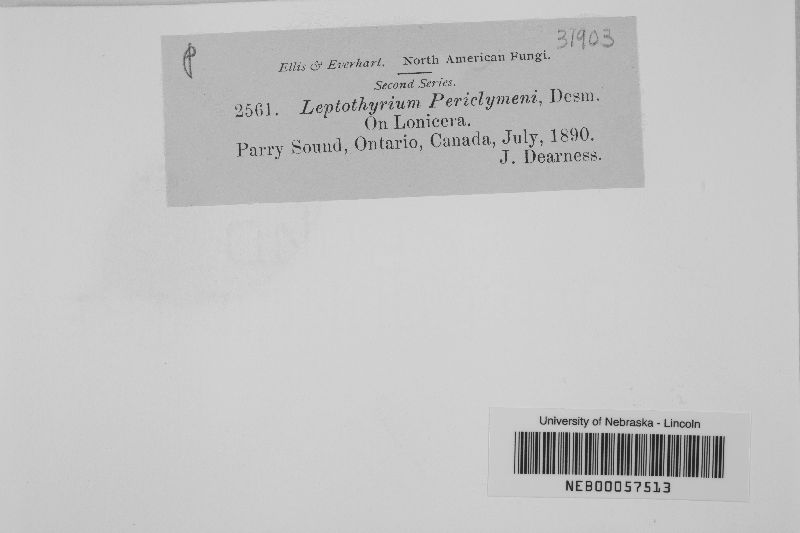 31903
Ellis & Everhart. North American Fungi.
Second Series.
2561. Leptothyrium Periclymeni, Desm.
On Lonicera.
Parry Sound, Ontario, Canada, July, 1890.
J. Dearness.
University of Nebraska - Lincoln
NEB00057513